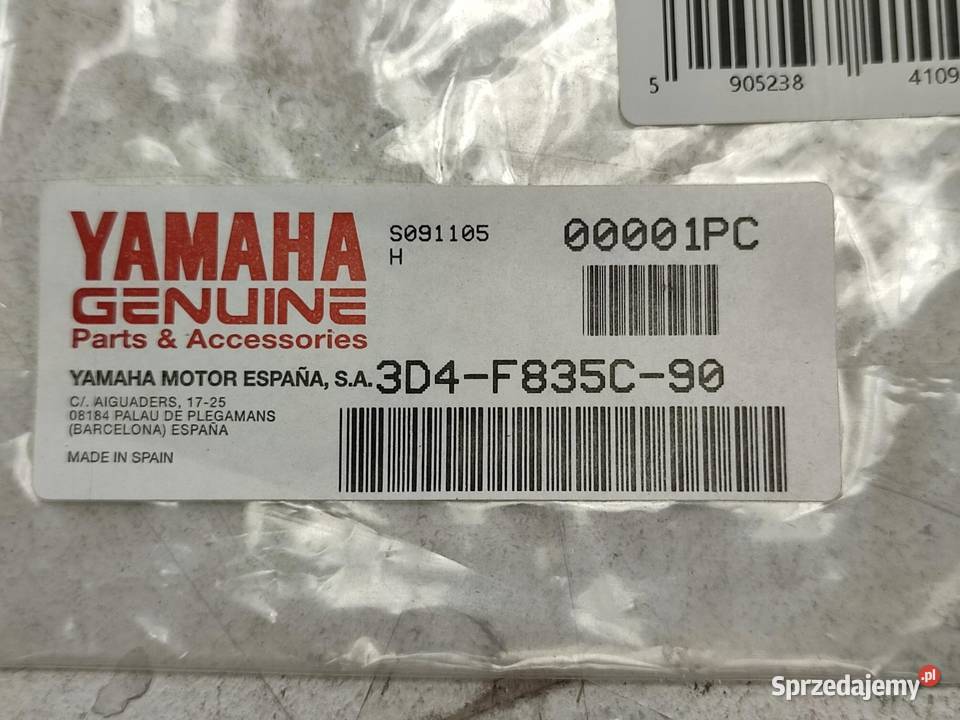 5 905238 4109
YAMAHA
GENUINE
Parts & Accessories
S091105
H
00001PC
YAMAHA MOTOR ESPAÑA, S.A. 3D4-F835C-90
C/. AIGUADERS, 17-25
08184 PALAU DE PLEGAMANS
(BARCELONA) ESPAÑA
MADE IN SPAIN
Sprzedajemy.pl